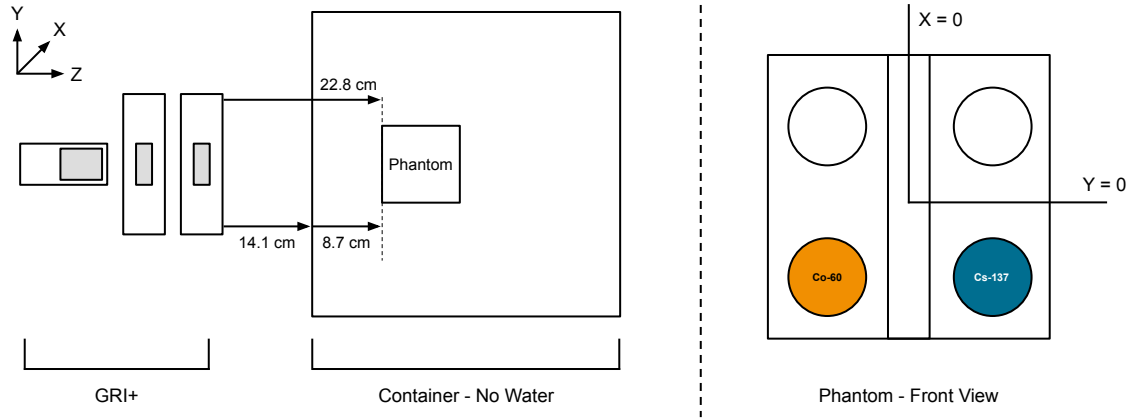 Y
X
Z
22.8 cm
Phantom
14.1 cm
8.7 cm
GRI+
Container - No Water
X = 0
Y = 0
Co-60
Cs-137
Phantom - Front View